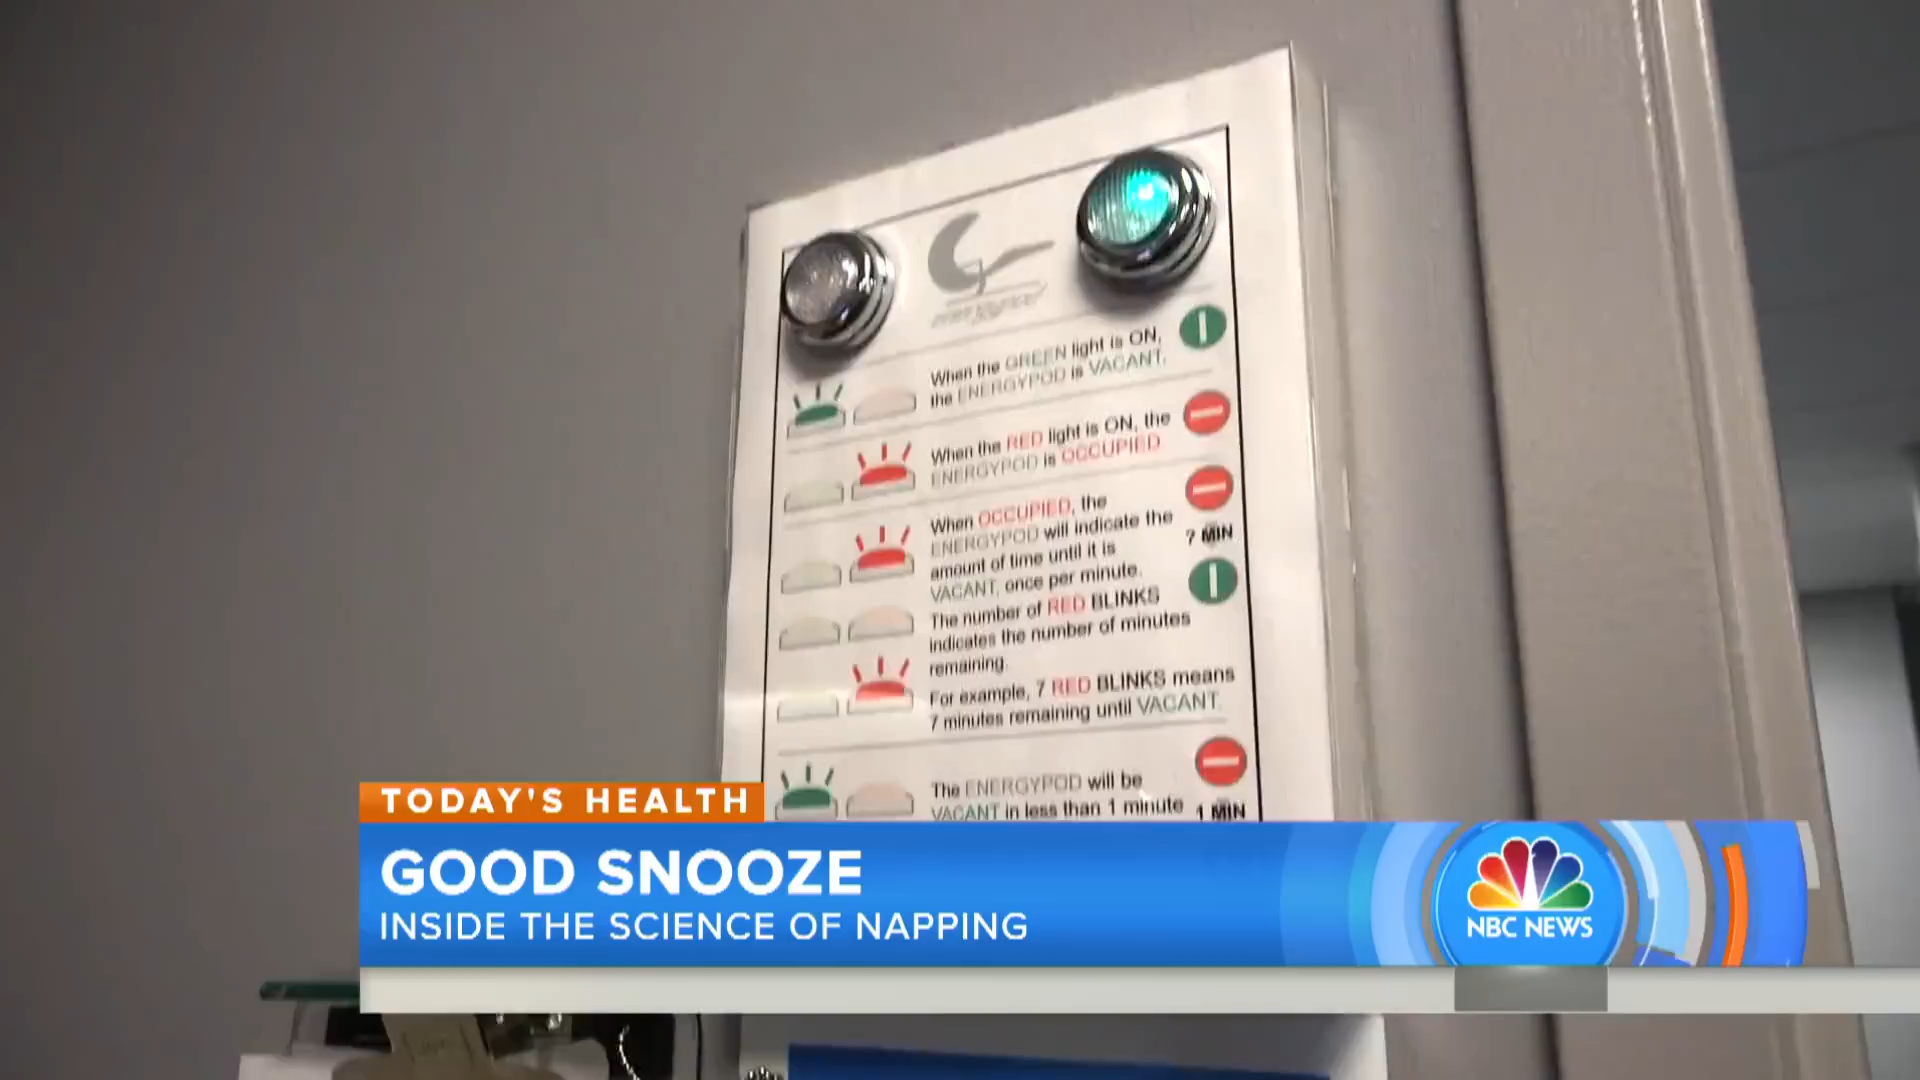 energypod
When the GREEN light is ON,
the ENERGYPOD is VACANT.
When the RED light is ON, the
ENERGYPOD is OCCUPIED.
When OCCUPIED, the
ENERGYPOD will indicate the
amount of time until it is
VACANT, once per minute.
? MIN
The number of RED BLINKS
indicates the number of minutes
remaining.
For example, 7 RED BLINKS means
7 minutes remaining until VACANT.
The ENERGYPOD will be
VACANT in less than 1 minute
1 MIN
TODAY'S HEALTH
GOOD SNOOZE
INSIDE THE SCIENCE OF NAPPING
NBC NEWS